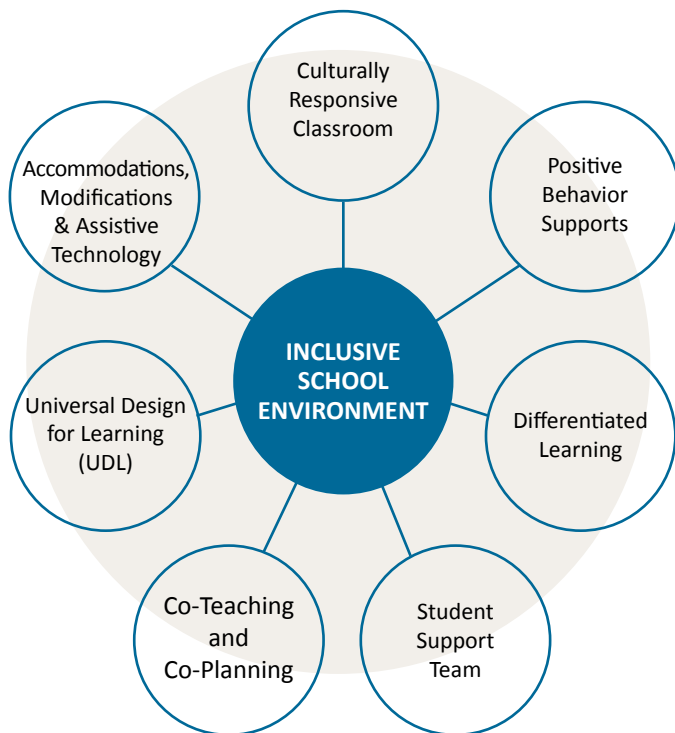 Culturally
Responsive
Classroom
Accommodations,
Modifications
& Assistive
Technology
Positive
Behavior
Supports
INCLUSIVE
SCHOOL
ENVIRONMENT
Universal Design
for Learning
(UDL)
Differentiated
Learning
Co-Teaching
and
Co-Planning
Student
Support
Team